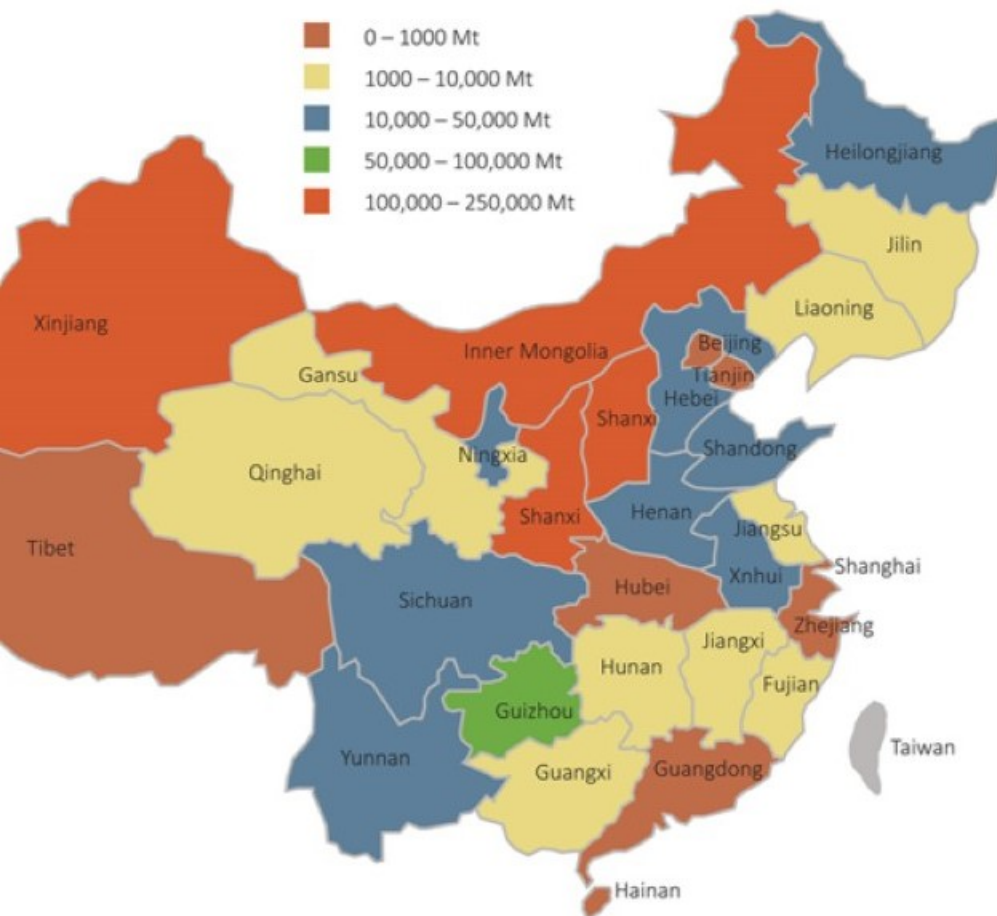 0 – 1000 Mt
1000 – 10,000 Mt
10,000 – 50,000 Mt
50,000 – 100,000 Mt
100,000 – 250,000 Mt
Heilongjiang
Jilin
Liaoning
Xinjiang
Inner Mongolia
Beijing
Gansu
Tianjin
Hebei
Shanxi
Shandong
Ningxia
Qinghai
Shanxi
Henan
Jiangsu
Tibet
Shanghai
Xnhui
Hubei
Sichuan
Zhejiang
Jiangxi
Hunan
Fujian
Guizhou
Taiwan
Yunnan
Guangxi
Guangdong
Hainan